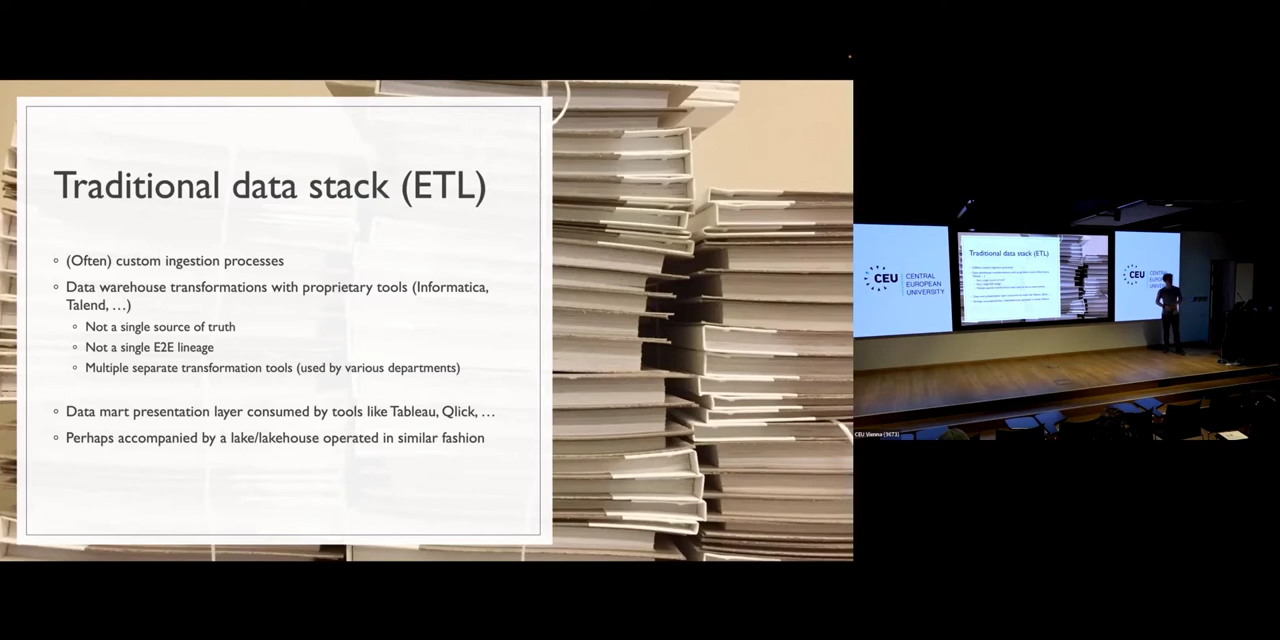 Traditional data stack (ETL)
(Often) custom ingestion processes
Data warehouse transformations with proprietary tools (Informatica,
Talend, …)
Not a single source of truth
Not a single E2E lineage
Multiple separate transformation tools (used by various departments)
Data mart presentation layer consumed by tools like Tableau, Qlick, …
Perhaps accompanied by a lake/lakehouse operated in similar fashion
CEU
CENTRAL
EUROPEAN
UNIVERSITY
Traditional data stack (ETL)
CEU
CENTRAL
CEU Vienna (9673)